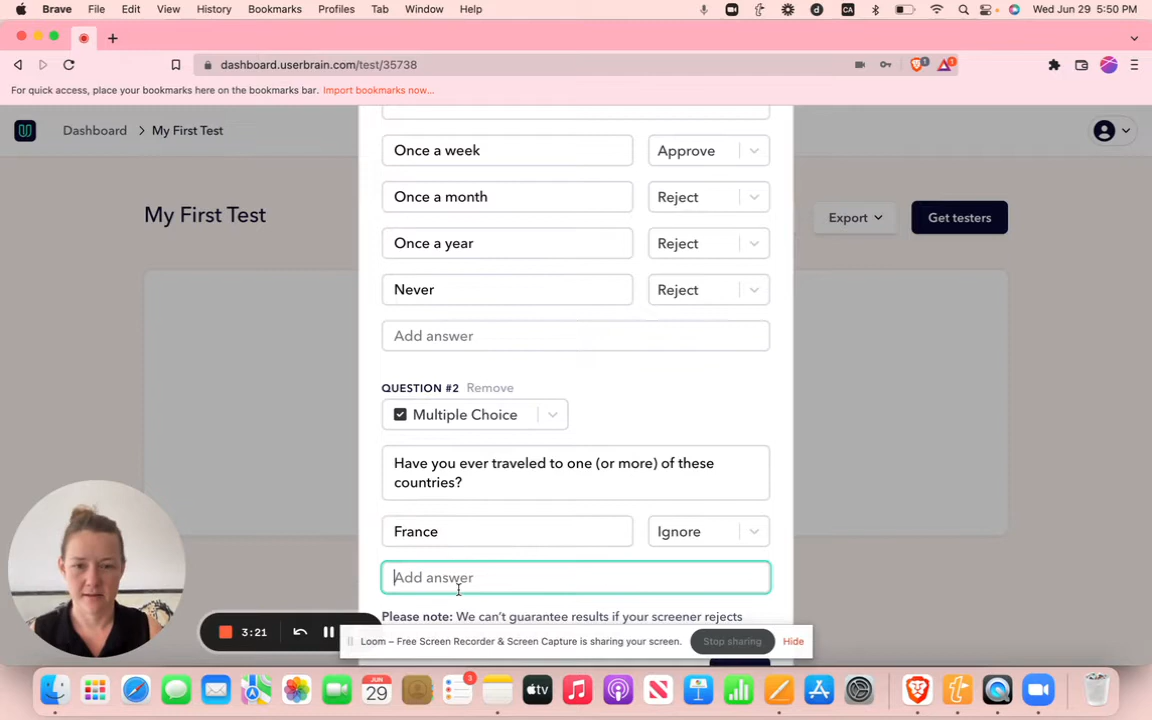 Brave File Edit View History Bookmarks Profiles Tab Window Help
CA
Wed Jun 29 5:50 PM
dashboard.userbrain.com/test/35738
For quick access, place your bookmarks here on the bookmarks bar. Import bookmarks now...
Dashboard > My First Test
Once a week
Approve
Once a month
Reject
My First Test
Export
Get testers
Once a year
Reject
Never
Reject
Add answer
QUESTION #2 Remove
Multiple Choice
Have you ever traveled to one (or more) of these
countries?
France
Ignore
Add answer
Please note: We can't guarantee results if your screener rejects
3:21
Loom – Free Screen Recorder & Screen Capture is sharing your screen.
Stop sharing
Hide
JUN
29
3
tv